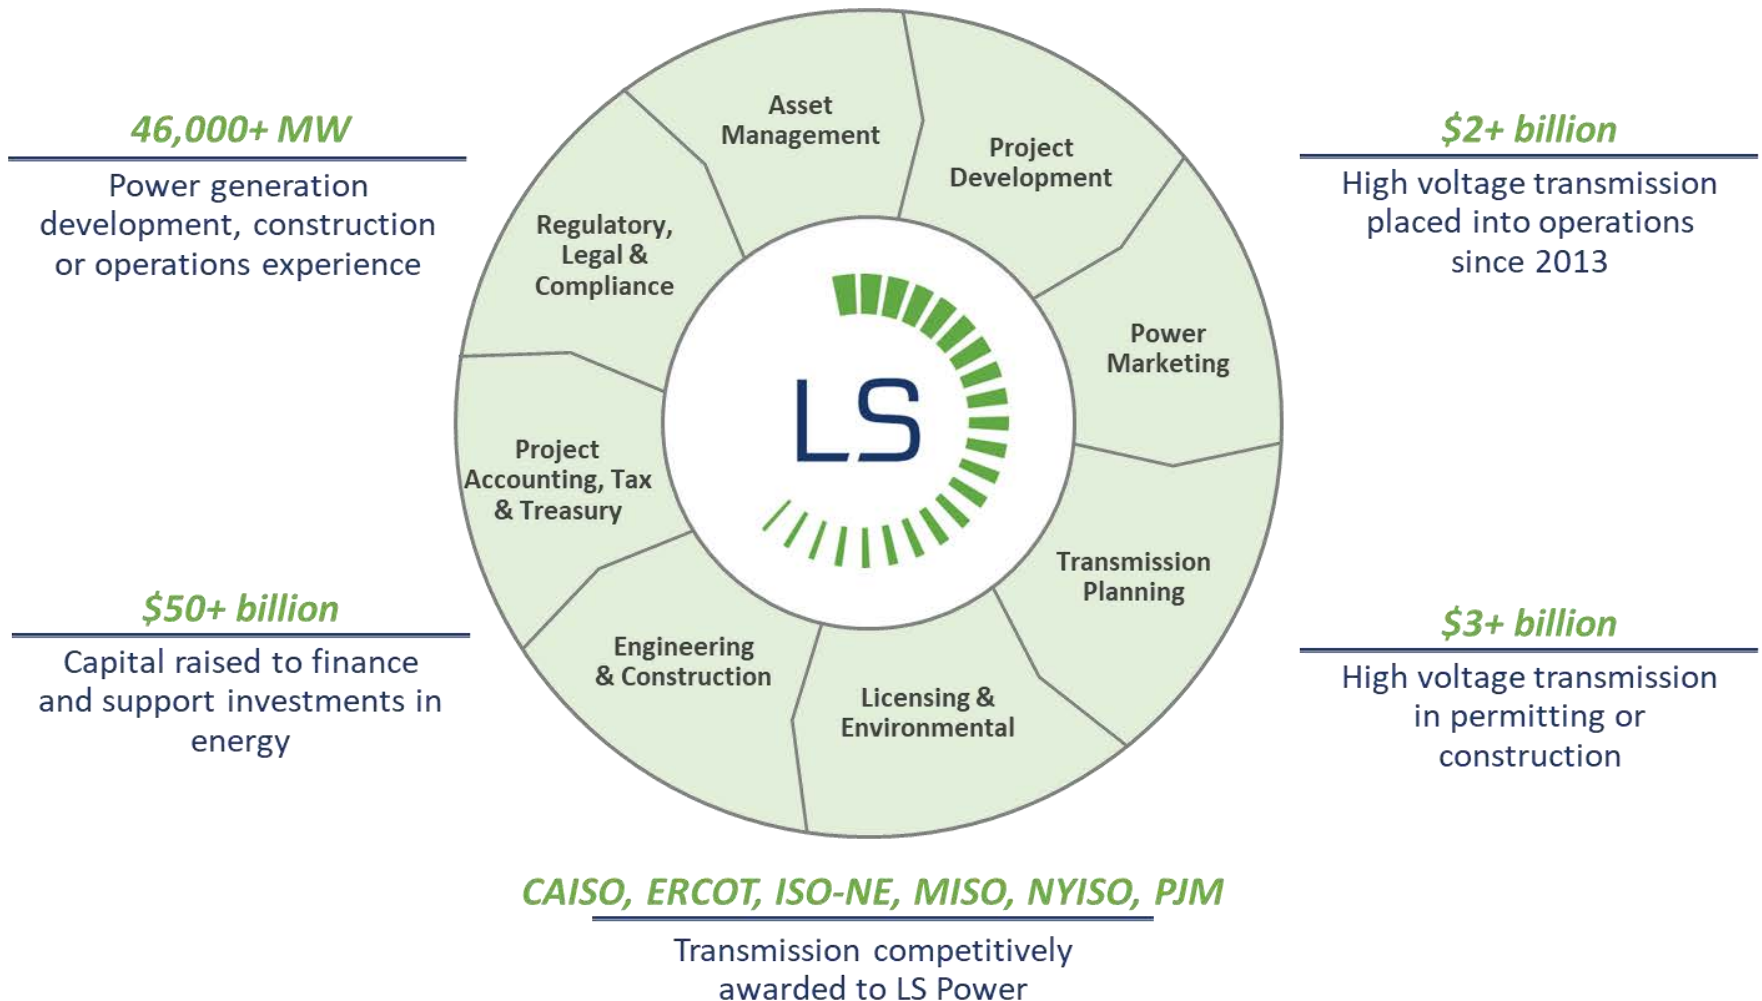 46,000+ MW
Power generation
development, construction
or operations experience
$50+ billion
Capital raised to finance
and support investments in
energy
Asset
Management
Project
Development
Power
Marketing
Transmission
Planning
Licensing &
Environmental
Engineering
& Construction
Project
Accounting, Tax
& Treasury
Regulatory,
Legal &
Compliance
LS
$2+ billion
High voltage transmission
placed into operations
since 2013
$3+ billion
High voltage transmission
in permitting or
construction
CAISO, ERCOT, ISO-NE, MISO, NYISO, PJM
Transmission competitively
awarded to LS Power